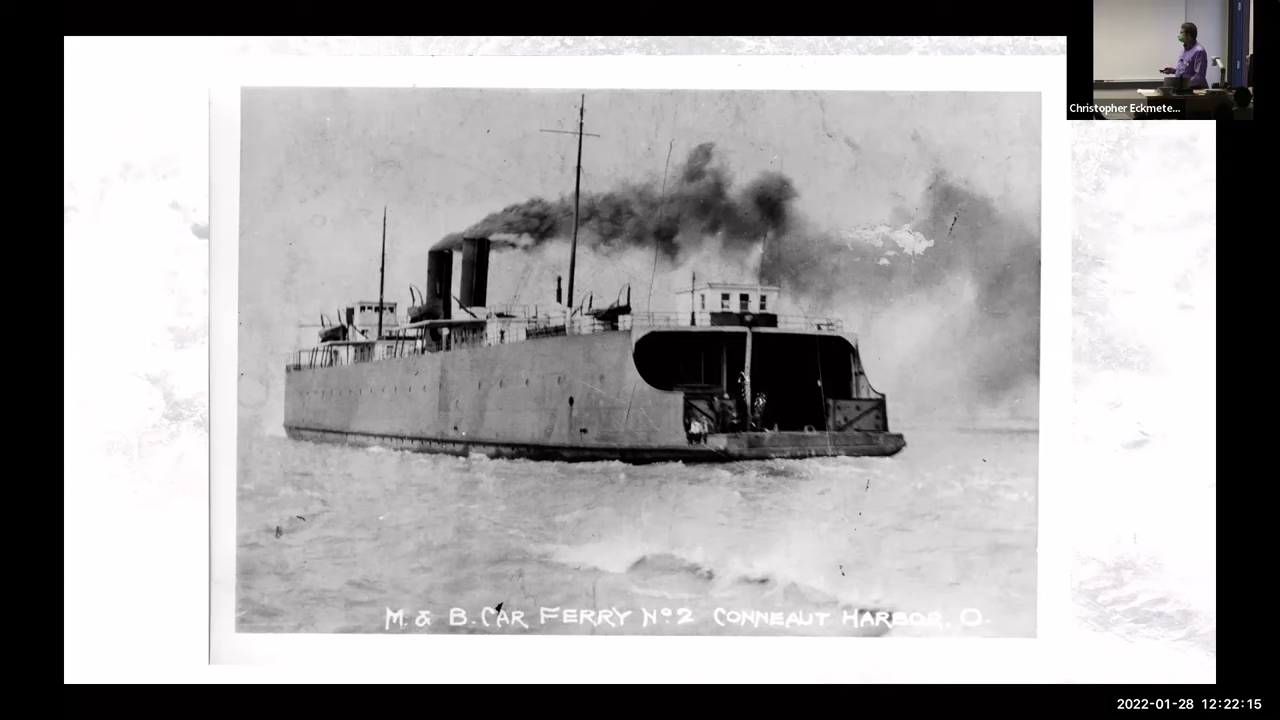 Christopher Eckmete...
M. & B. CAR FERRY Nº 2 CONNEAUT HARBOR, O.
2022-01-28 12:22:15